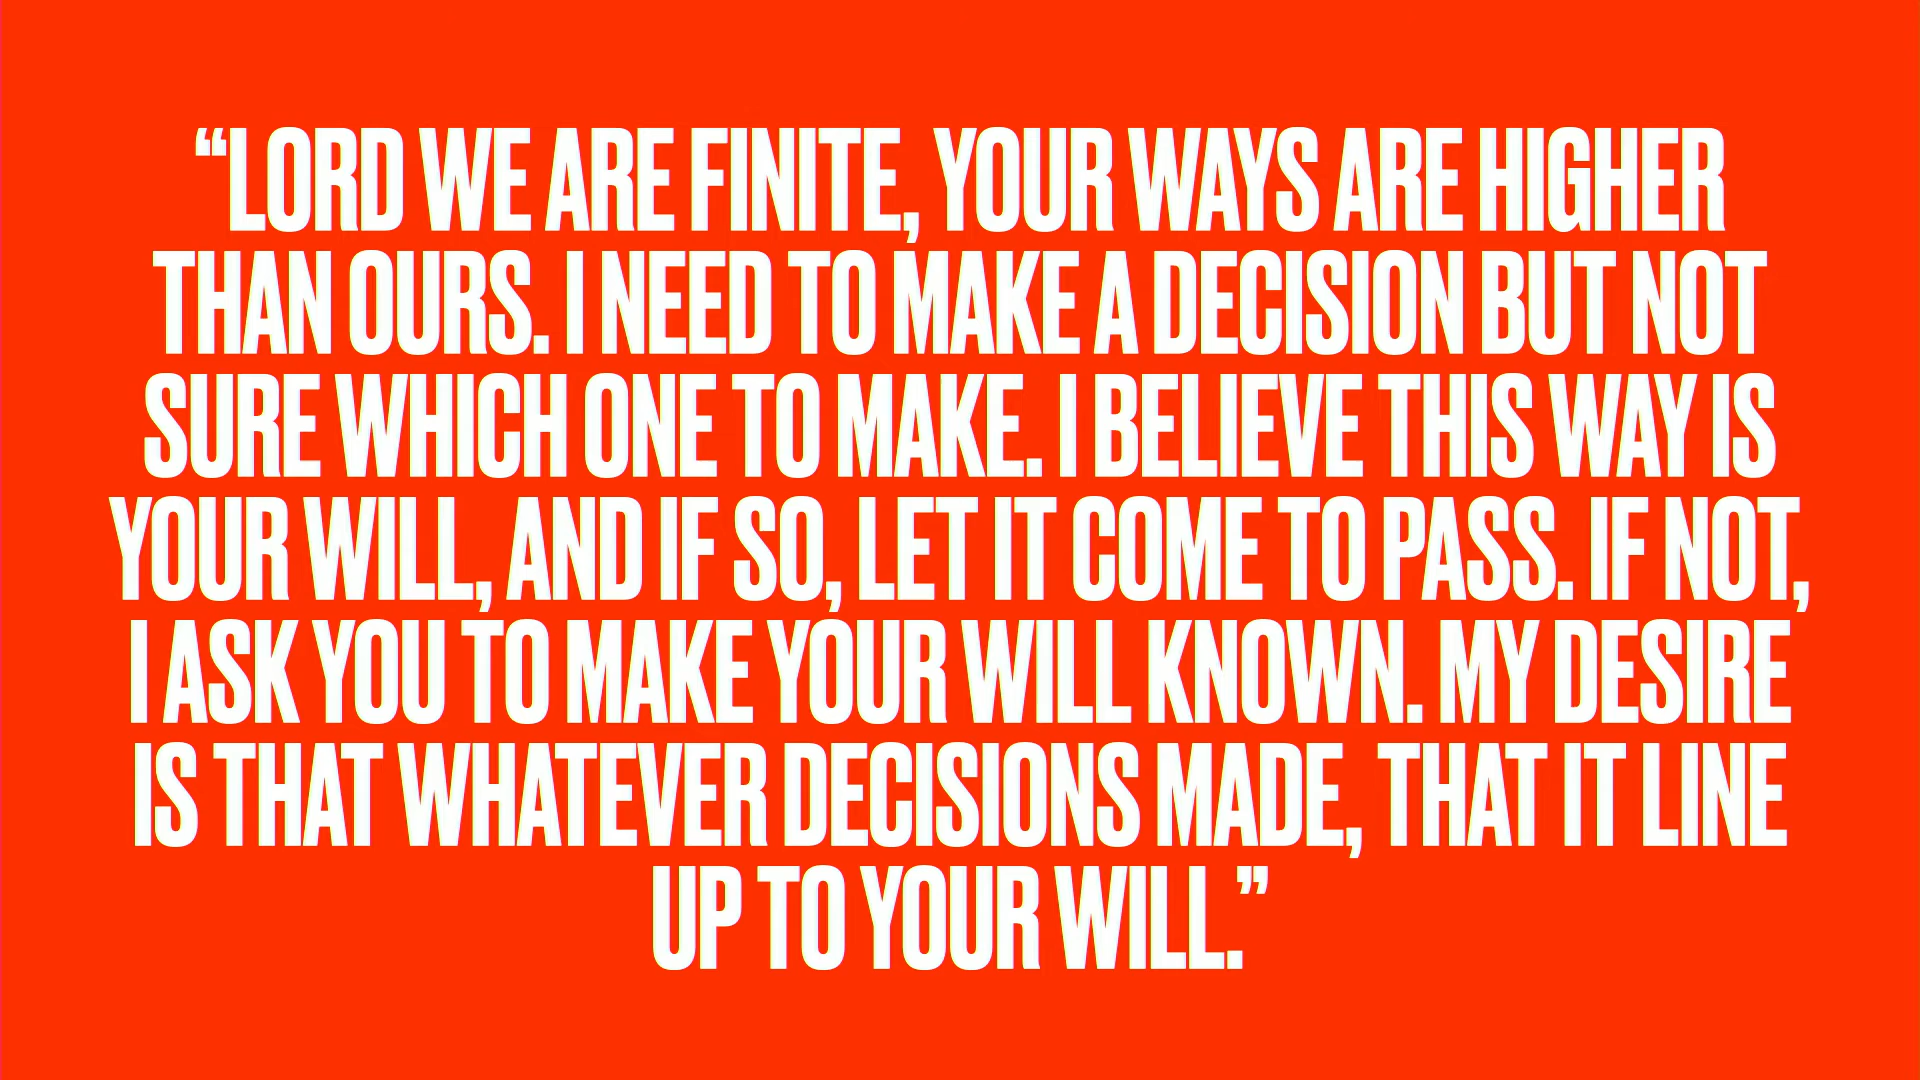 “LORD WE ARE FINITE, YOUR WAYS ARE HIGHER
THAN OURS. I NEED TO MAKE A DECISION BUT NOT
SURE WHICH ONE TO MAKE. I BELIEVE THIS WAY IS
YOUR WILL, AND IF SO, LET IT COME TO PASS. IF NOT,
I ASK YOU TO MAKE YOUR WILL KNOWN. MY DESIRE
IS THAT WHATEVER DECISIONS MADE, THAT IT LINE
UP TO YOUR WILL.”